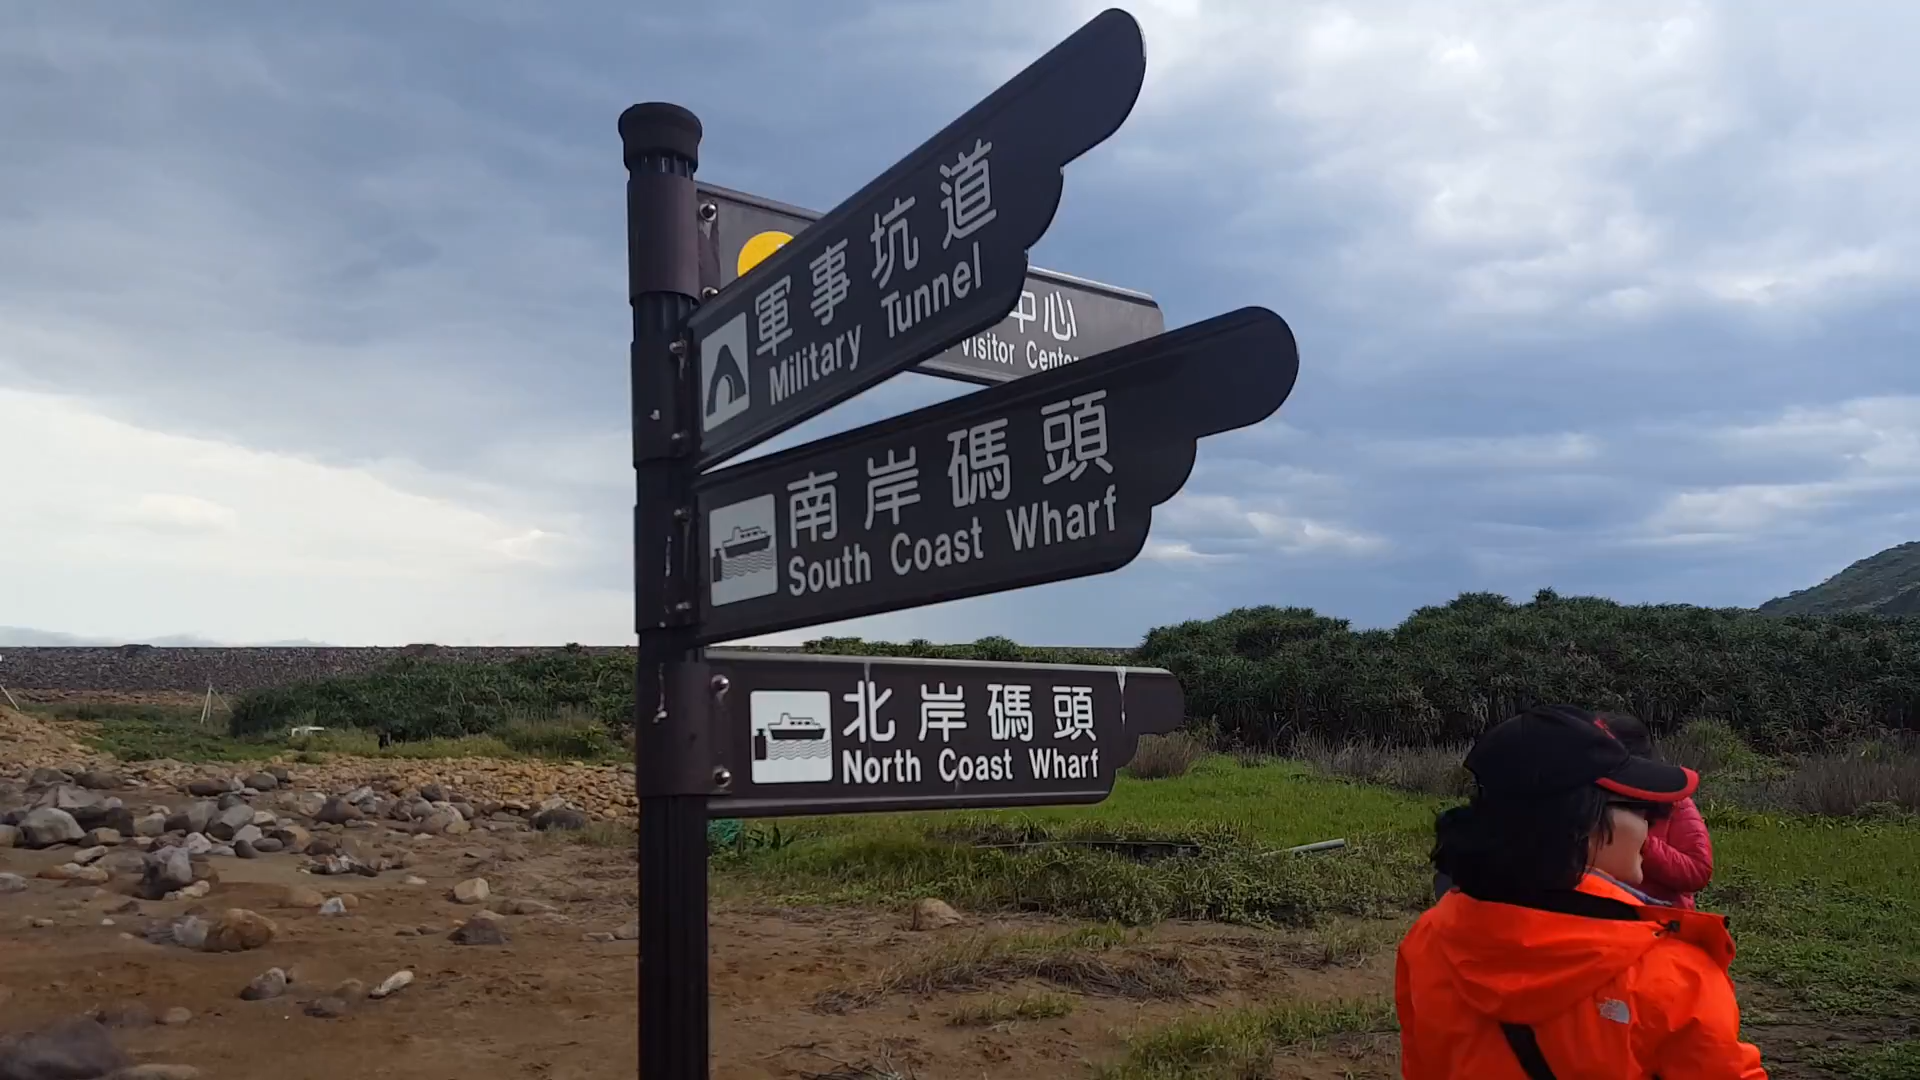 軍事坑道
Military Tunnel
中心
Visitor Center
南岸碼頭
South Coast Wharf
北岸碼頭
North Coast Wharf